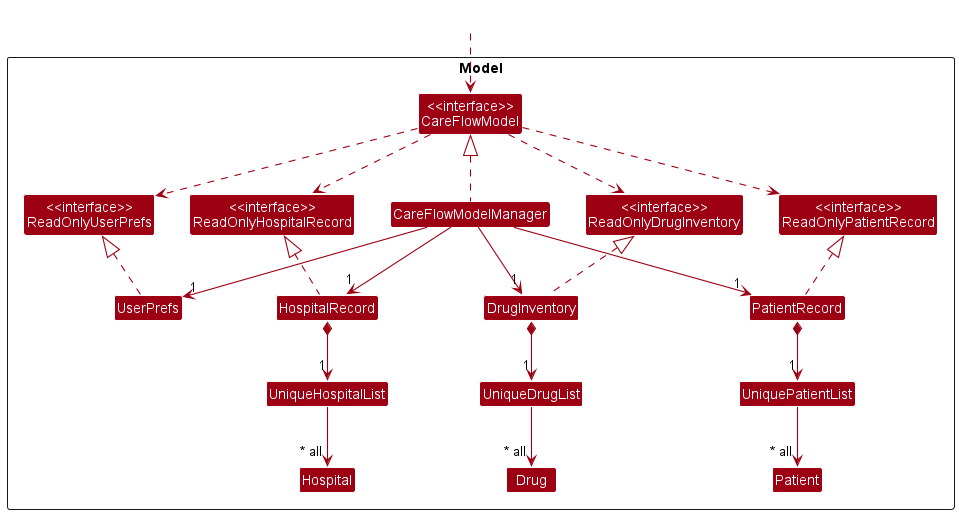 Model
<<interface>>
CareFlowModel
<<interface>>
ReadOnlyUserPrefs
<<interface>>
ReadOnlyHospitalRecord
CareFlowModelManager
<<interface>>
ReadOnlyDrugInventory
<<interface>>
ReadOnlyPatientRecord
1
1
1
1
UserPrefs
HospitalRecord
DrugInventory
PatientRecord
1
1
1
UniqueHospitalList
UniqueDrugList
UniquePatientList
* all
* all
* all
Hospital
Drug
Patient